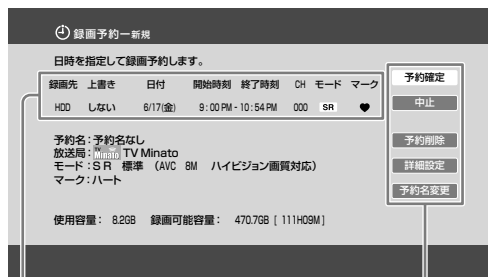 録画予約ー新規
日時を指定して録画予約します。
録画先 上書き 日付 開始時刻 終了時刻 CH モード マーク
HDD しない 6/17(金) 9:00 PM - 10:54 PM 000 SR ♥
予約確定
中止
予約削除
詳細設定
予約名変更
予約名：予約名なし
放送局：TV Minato TV Minato
モード：SR 標準 （AVC 8M ハイビジョン画質対応）
マーク：ハート
使用容量： 8.2GB 録画可能容量： 470.7GB [ 111H09M ]